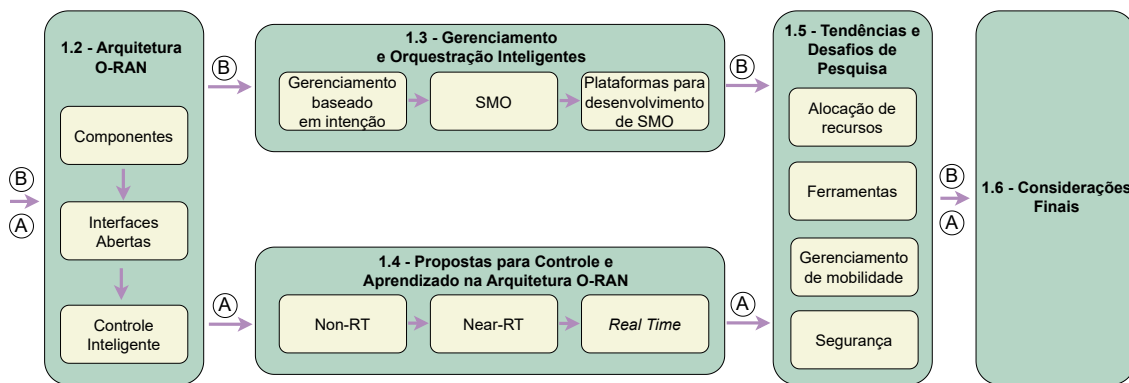 B
A
1.2 - Arquitetura
O-RAN
Componentes
Interfaces
Abertas
Controle
Inteligente
B
A
1.3 - Gerenciamento
e Orquestração Inteligentes
Gerenciamento
baseado
em intenção
SMO
Plataformas para
desenvolvimento
de SMO
1.4 - Propostas para Controle e
Aprendizado na Arquitetura O-RAN
Non-RT
Near-RT
Real Time
B
A
1.5 - Tendências e
Desafios de
Pesquisa
Alocação de
recursos
Ferramentas
Gerenciamento
de mobilidade
Segurança
B
A
1.6 - Considerações
Finais